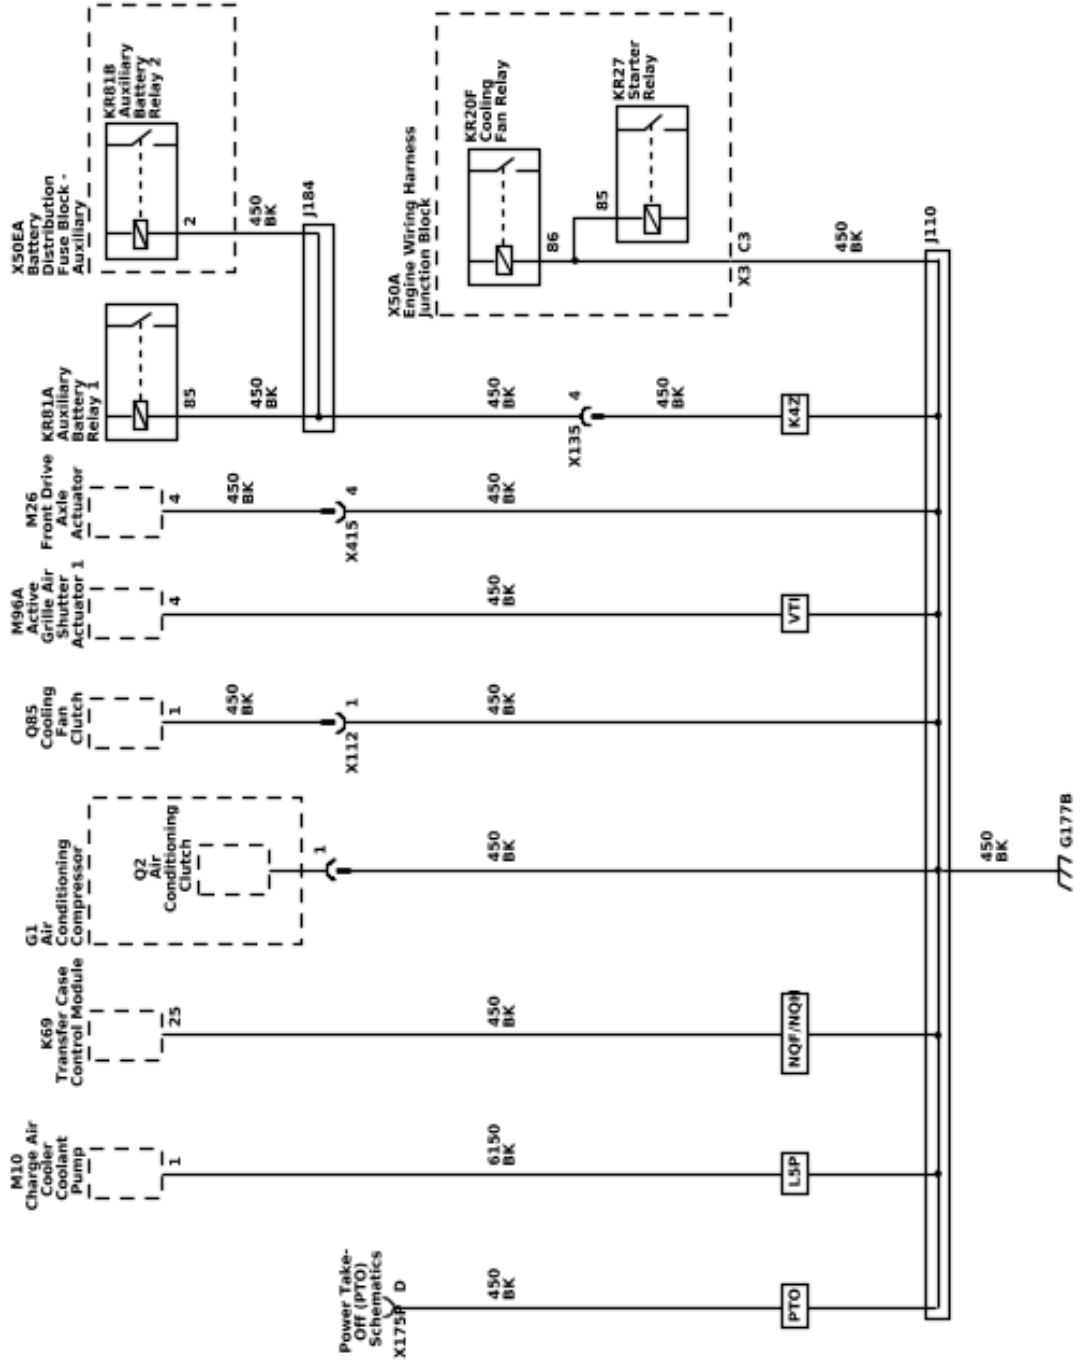 Power Take-
Off (PTO)
Schematics
X175P
D
450
BK
PTO
M10
Charge Air
Cooler
Coolant
Pump
1
6150
BK
L5P
K69
Transfer Case
Control Module
25
450
BK
NQF/NQH
G1
Air
Conditioning
Compressor
Q2
Air
Conditioning
Clutch
1
450
BK
450
BK
G177B
Q85
Cooling
Fan
Clutch
1
450
BK
X112
1
450
BK
M96A
Active
Grille Air
Shutter
Actuator 1
4
450
BK
VTI
M26
Front Drive
Axle
Actuator
4
450
BK
X415
4
450
BK
KR81A
Auxiliary
Battery
Relay 1
85
450
BK
450
BK
X135
4
450
BK
K4Z
X50EA
Battery
Distribution
Fuse Block -
Auxiliary
KR81B
Auxiliary
Battery
Relay 2
2
450
BK
J184
X50A
Engine Wiring Harness
Junction Block
KR20F
Cooling
Fan Relay
86
KR27
Starter
Relay
85
X3
C3
450
BK
J110